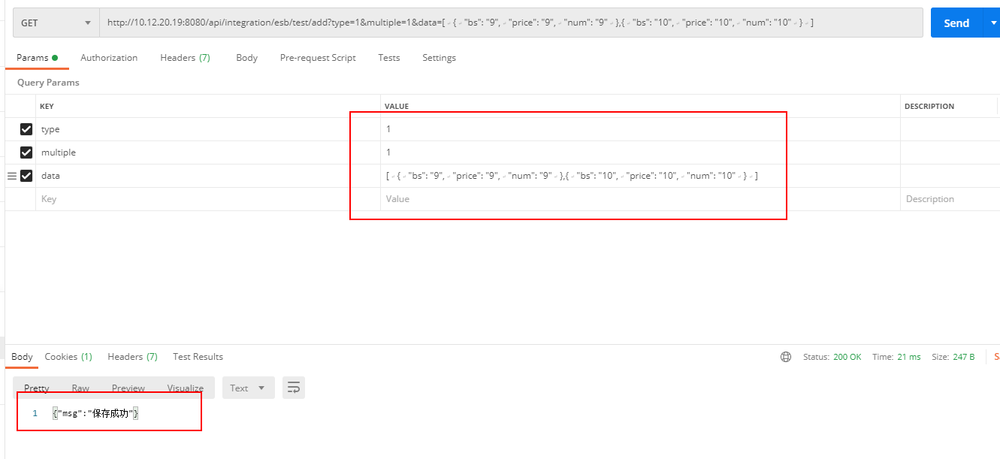 GET http://10.12.20.19:8080/api/integration/esb/test/add?type=1&multiple=1&data=[ ↵ { ↵ "bs": "9", ↵ "price": "9", ↵ "num": "9" ↵ },{ ↵ "bs": "10", ↵ "price": "10", ↵ "num": "10" ↵ } ↵ ] Send
Params Authorization Headers (7) Body Pre-request Script Tests Settings
Query Params
KEY VALUE DESCRIPTION
type 1
multiple 1
data [ ↵ { ↵ "bs": "9", ↵ "price": "9", ↵ "num": "9" ↵ },{ ↵ "bs": "10", ↵ "price": "10", ↵ "num": "10" ↵ } ↵ ]
Key Value Description
Body Cookies (1) Headers (7) Test Results Status: 200 OK Time: 21 ms Size: 247 B
Pretty Raw Preview Visualize Text
1 {"msg":"保存成功"}